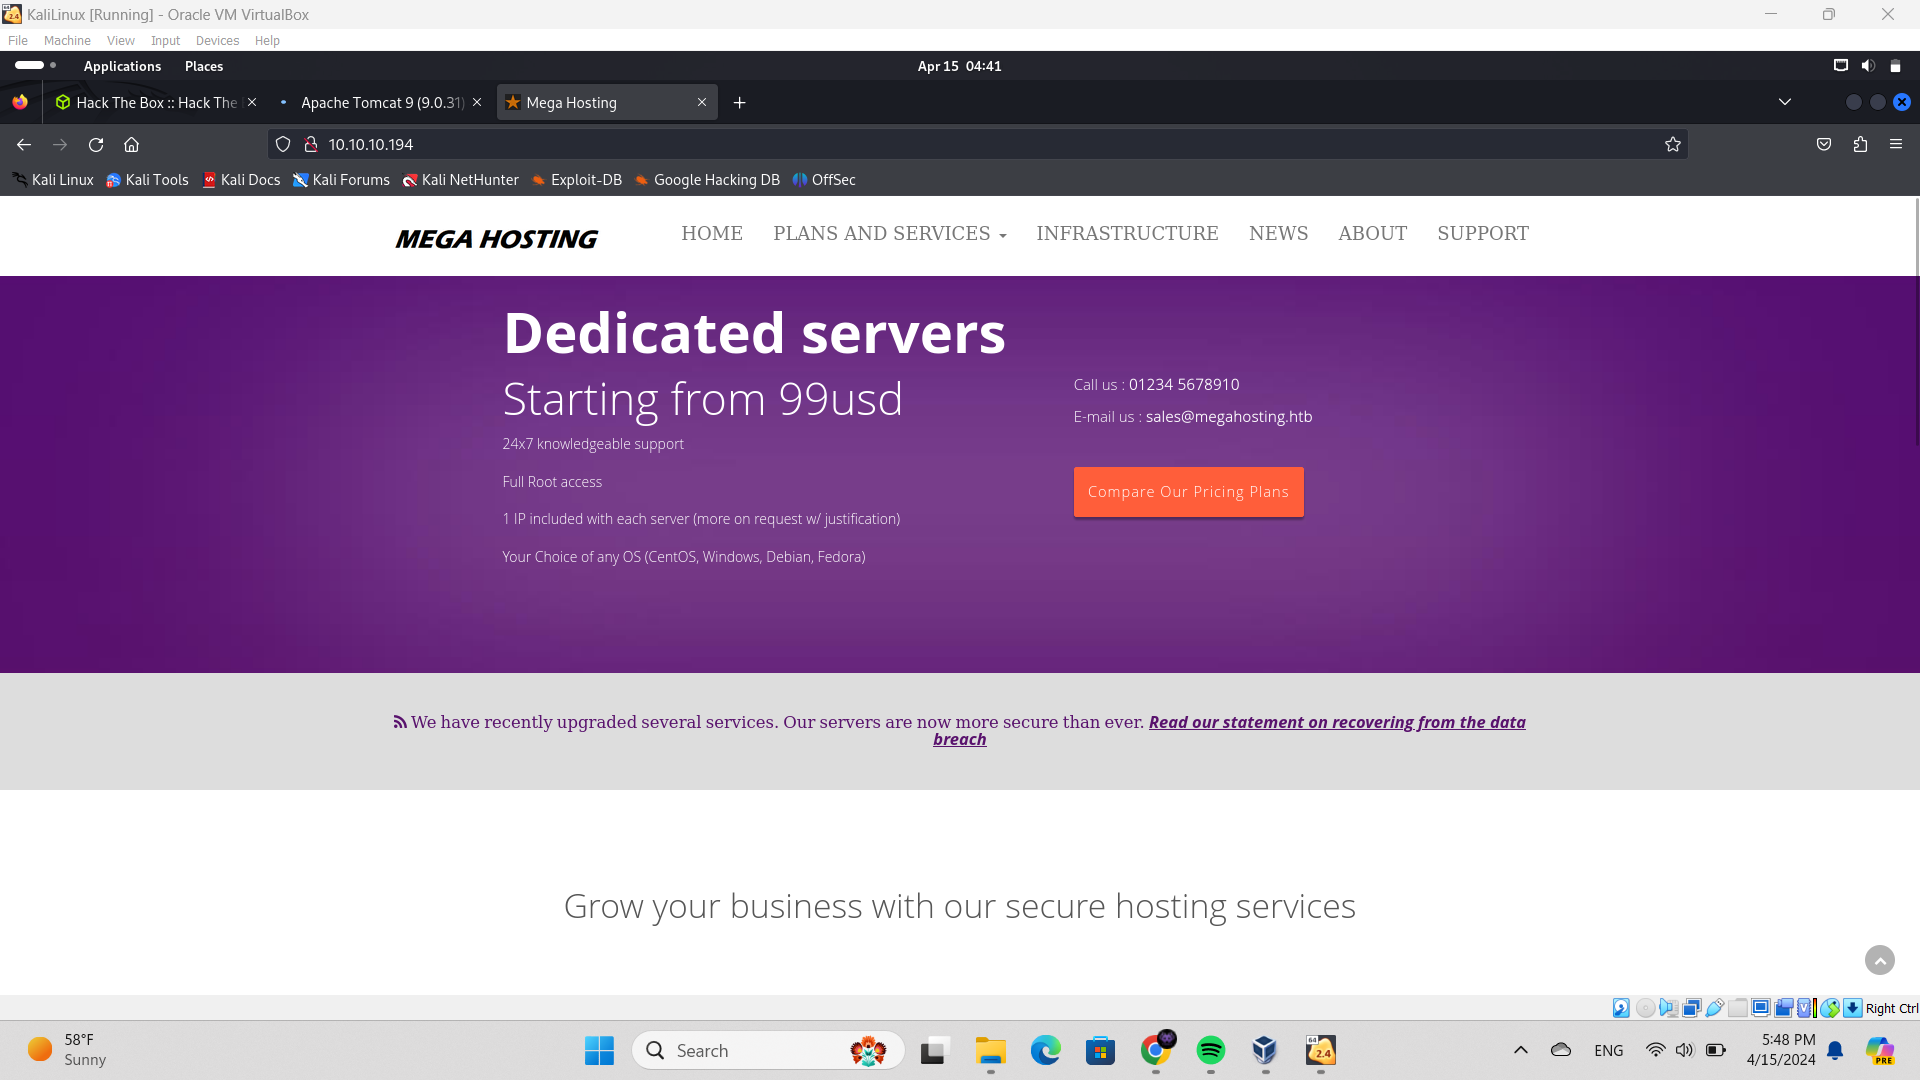 KaliLinux [Running] - Oracle VM VirtualBox
File Machine View Input Devices Help
Applications Places Apr 15 04:41
Hack The Box :: Hack The Apache Tomcat 9 (9.0.31) Mega Hosting
10.10.10.194
Kali Linux Kali Tools Kali Docs Kali Forums Kali NetHunter Exploit-DB Google Hacking DB OffSec
MEGA HOSTING HOME PLANS AND SERVICES INFRASTRUCTURE NEWS ABOUT SUPPORT
Dedicated servers
Starting from 99usd
24x7 knowledgeable support
Full Root access
1 IP included with each server (more on request w/ justification)
Your Choice of any OS (CentOS, Windows, Debian, Fedora)
Call us : 01234 5678910
E-mail us : sales@megahosting.htb
Compare Our Pricing Plans
We have recently upgraded several services. Our servers are now more secure than ever. Read our statement on recovering from the data
breach
Grow your business with our secure hosting services
Right Ctrl
58°F
Sunny
Search
64
2.4
ENG
5:48 PM
4/15/2024
PRE